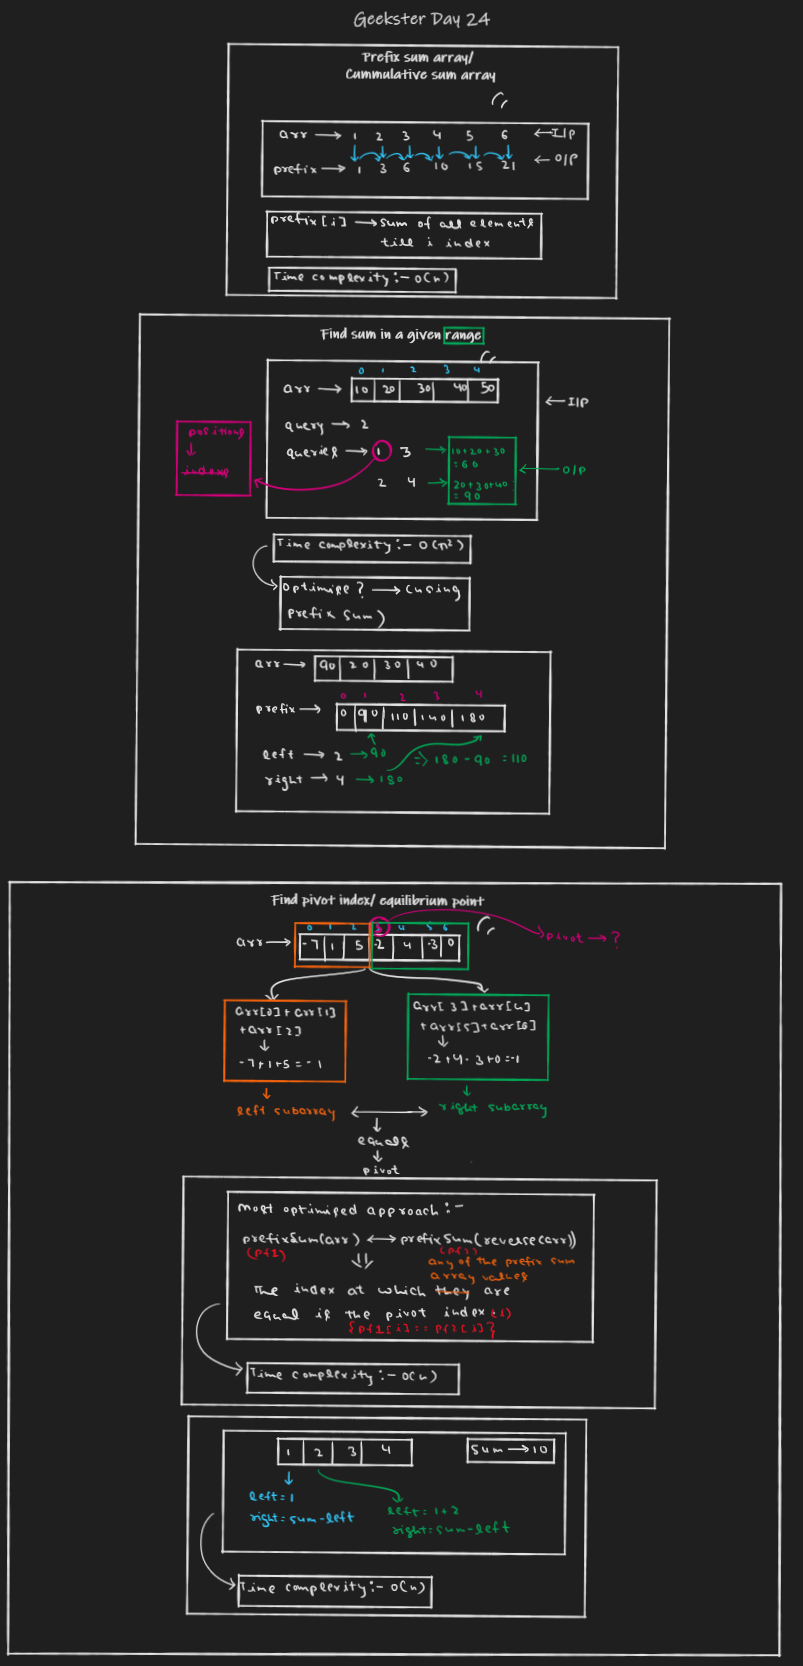 Geekster Day 24
Prefix sum array/
Cummulative sum array
arr → 1 2 3 4 5 6 ← I/P
prefix → 1 3 6 10 15 21 ← O/P
prefix[i] → sum of all elements
till i index
Time complexity :- O(n)
Find sum in a given range
0 1 2 3 4
arr → 10 20 30 40 50
← I/P
query → 2
positions
↓
indexs
queries → 1 3 → 10+20+30
= 60
← O/P
2 4 → 20+30+40
= 90
Time complexity :- O(n²)
Optimise ? → (using
prefix sum)
arr → 90 20 30 40
0 1 2 3 4
prefix → 0 90 110 140 180
left → 2 → 90
⇒ 180 - 90 = 110
right → 4 → 180
Find pivot index/ equilibrium point
0 1 2 3 4 5 6
arr → -7 1 5 -2 4 -3 0
pivot → ?
arr[0] + arr[1]
+ arr[2]
↓
-7+1+5 = -1
arr[3] + arr[4]
+ arr[5] + arr[6]
↓
-2+4-3+0 = -1
left subarray ↔ right subarray
equals
↓
pivot
most optimised approach :-
prefixSum(arr) ↔ prefixSum(reverse(arr))
(pf1) (pf2)
any of the prefix sum
array values
The index at which they are
equal is the pivot index (i)
{pf1[i] == pf2[i]}
Time complexity :- O(n)
1 2 3 4
sum → 10
left = 1
right = sum - left
left = 1+2
right = sum - left
Time complexity :- O(n)